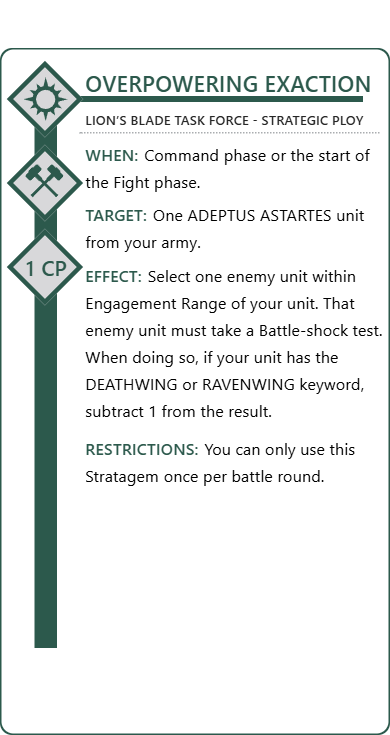 OVERPOWERING EXACTION
LION'S BLADE TASK FORCE - STRATEGIC PLOY
WHEN: Command phase or the start of
the Fight phase.
TARGET: One ADEPTUS ASTARTES unit
from your army.
1 CP
EFFECT: Select one enemy unit within
Engagement Range of your unit. That
enemy unit must take a Battle-shock test.
When doing so, if your unit has the
DEATHWING or RAVENWING keyword,
subtract 1 from the result.
RESTRICTIONS: You can only use this
Stratagem once per battle round.